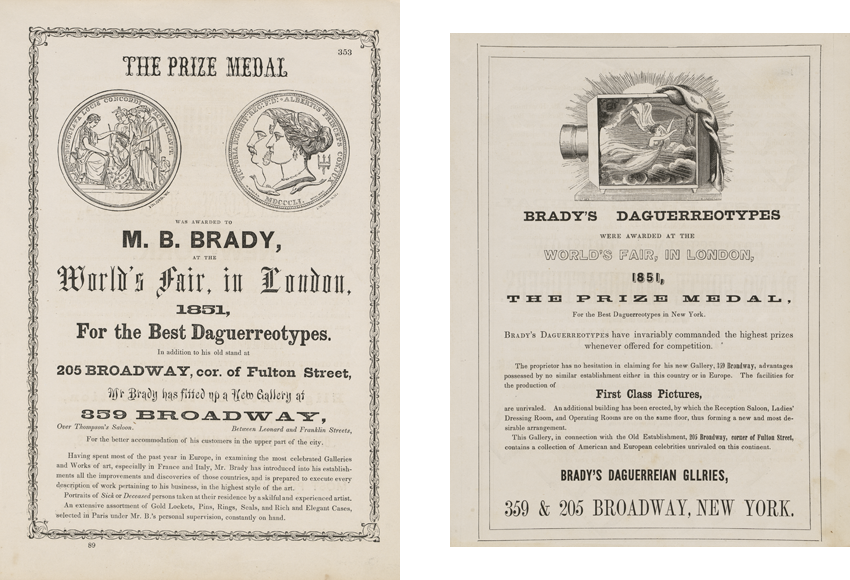 353
THE PRIZE MEDAL
VICTORIA D:G:BRIT:REG:F:D: ALBERTUS PRINCEPS CONJUX
MDCCCLI.
WAS AWARDED TO
M. B. BRADY,
AT THE
World's Fair, in London,
1851,
For the Best Daguerreotypes.
In addition to his old stand at
205 BROADWAY, cor. of Fulton Street,
Mr Brady has fitted up a New Gallery at
359 BROADWAY,
Over Thompson's Saloon. Between Leonard and Franklin Streets,
For the better accommodation of his customers in the upper part of the city.
Having spent most of the past year in Europe, in examining the most celebrated Galleries
and Works of art, especially in France and Italy, Mr. Brady has introduced into his establish-
ments all the improvements and discoveries of those countries, and is prepared to execute every
description of work pertaining to his business, in the highest style of the art.
Portraits of Sick or Deceased persons taken at their residence by a skilful and experienced artist.
An extensive assortment of Gold Lockets, Pins, Rings, Seals, and Rich and Elegant Cases,
selected in Paris under Mr. B.'s personal supervision, constantly on hand.
89
BRADY'S DAGUERREOTYPES
WERE AWARDED AT THE
WORLD'S FAIR, IN LONDON,
1851,
THE PRIZE MEDAL,
For the Best Daguerreotypes in New York.
BRADY'S DAGUERREOTYPES have invariably commanded the highest prizes
whenever offered for competition.
The proprietor has no hesitation in claiming for his new Gallery, 359 Broadway, advantages
possessed by no similar establishment either in this country or in Europe. The facilities for
the production of
First Class Pictures,
are unrivaled. An additional building has been erected, by which the Reception Saloon, Ladies'
Dressing Room, and Operating Rooms are on the same floor, thus forming a new and most de-
sirable arrangement.
This Gallery, in connection with the Old Establishment, 205 Broadway, corner of Fulton Street,
contains a collection of American and European celebrities unrivaled on this continent.
BRADY'S DAGUERREIAN GLLRIES,
359 & 205 BROADWAY, NEW YORK.